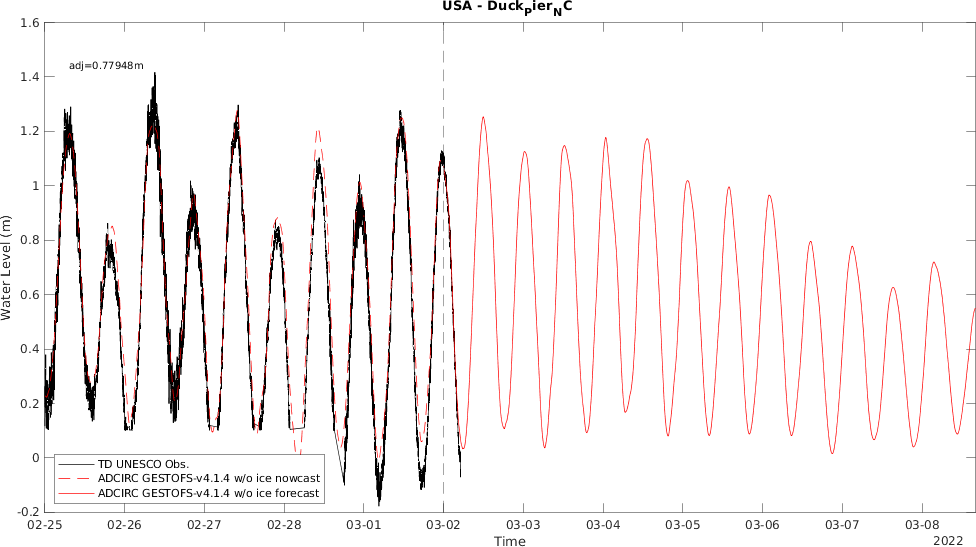 USA - Duck_Pier_NC
1.6
1.4
1.2
1
0.8
0.6
0.4
0.2
0
-0.2
Water Level (m)
adj=0.77948m
TD UNESCO Obs.
ADCIRC GESTOFS-v4.1.4 w/o ice nowcast
ADCIRC GESTOFS-v4.1.4 w/o ice forecast
02-25 02-26 02-27 02-28 03-01 03-02 03-03 03-04 03-05 03-06 03-07 03-08
Time
2022